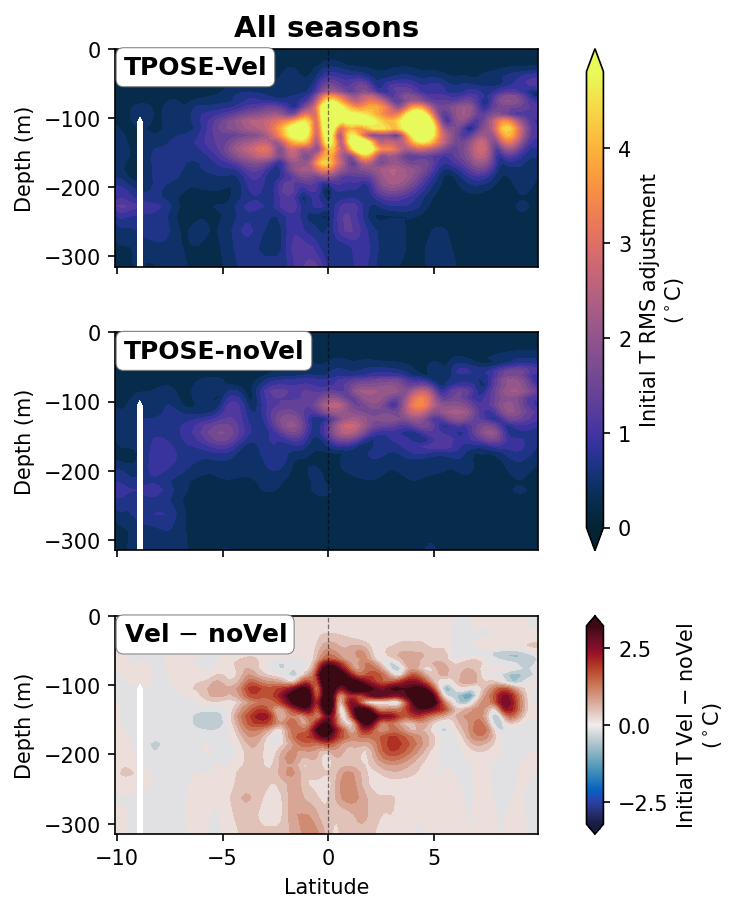 All seasons
TPOSE-Vel
0
−100
−200
−300
Depth (m)
TPOSE-noVel
0
−100
−200
−300
Depth (m)
4
3
2
1
0
Initial T RMS adjustment
(°C)
Vel − noVel
0
−100
−200
−300
Depth (m)
−10
−5
0
5
Latitude
2.5
0.0
−2.5
Initial T Vel − noVel
(°C)